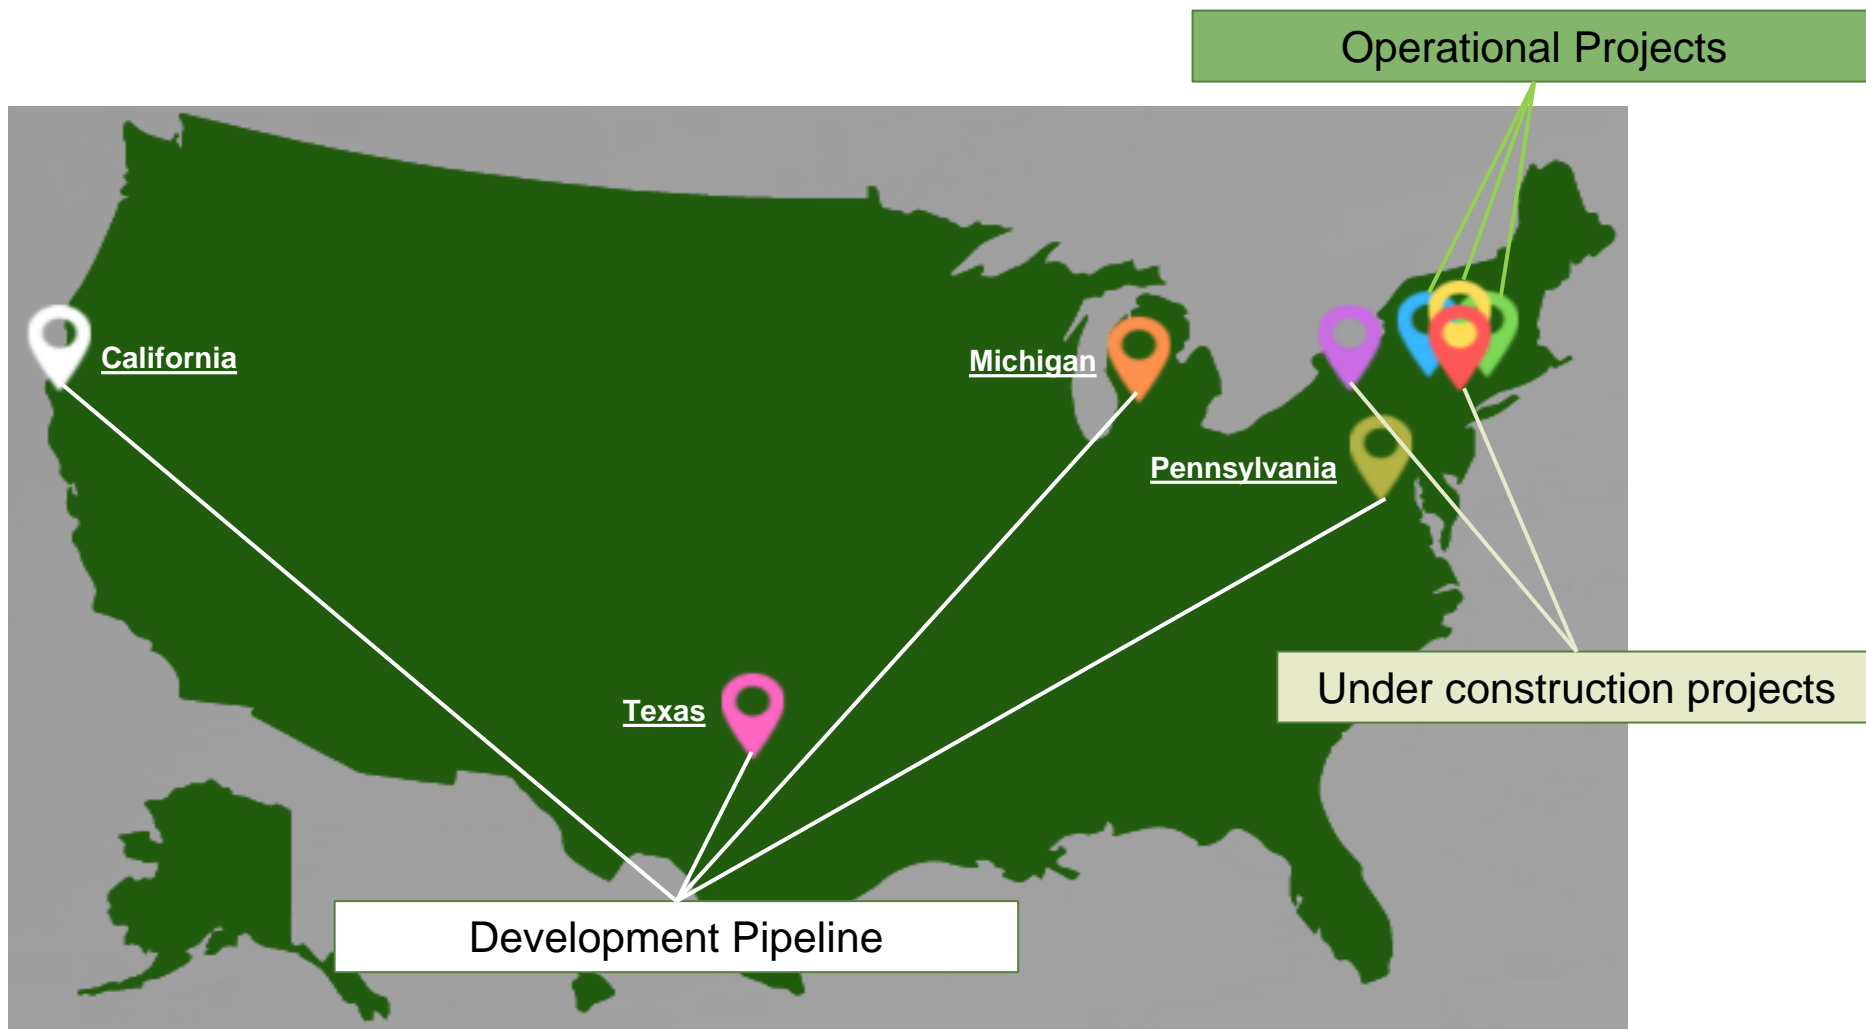 Operational Projects
California
Michigan
Pennsylvania
Texas
Under construction projects
Development Pipeline